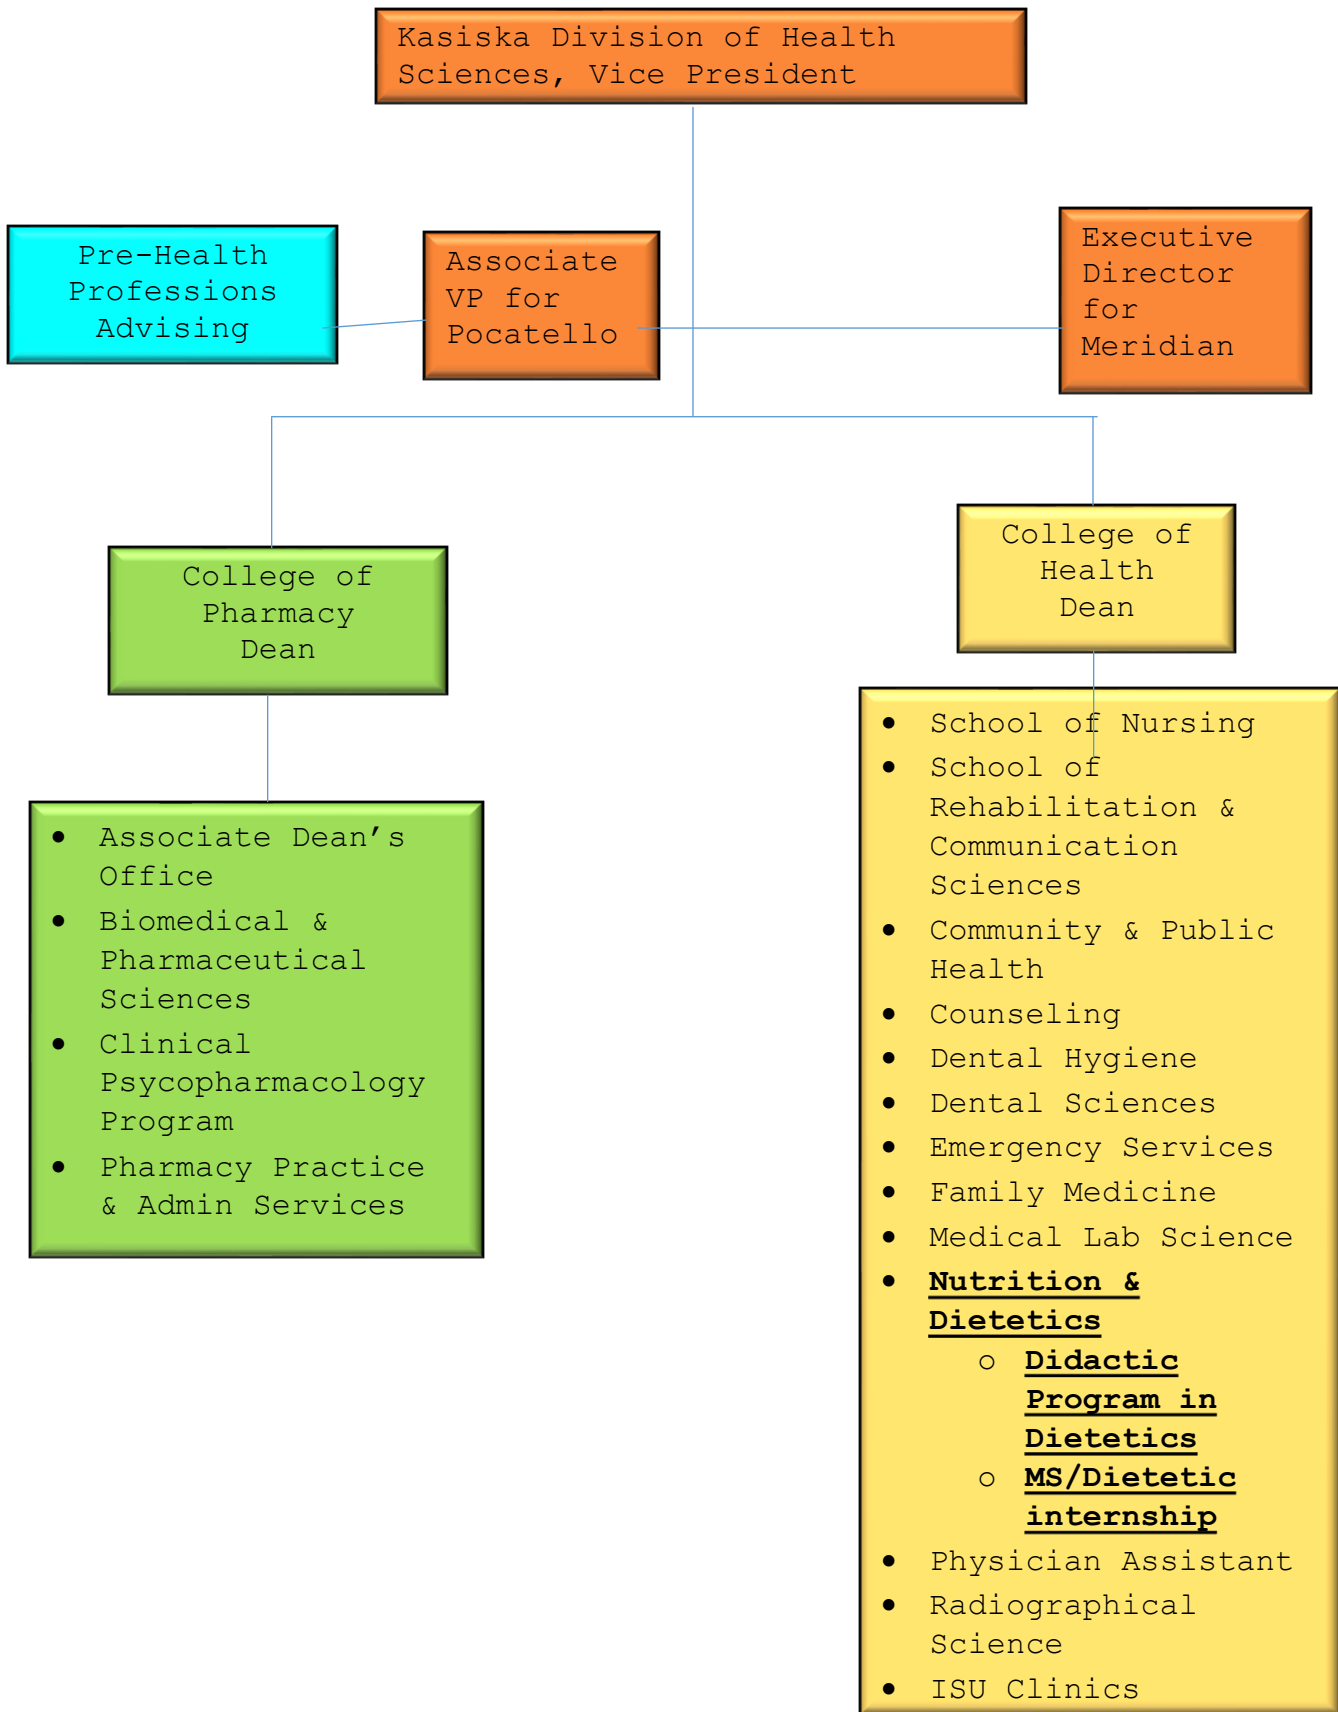 Kasiska Division of Health
Sciences, Vice President
Pre-Health
Professions
Advising
Associate
VP for
Pocatello
Executive
Director
for
Meridian
College of
Pharmacy
Dean
College of
Health
Dean
• Associate Dean’s
Office
• Biomedical &
Pharmaceutical
Sciences
• Clinical
Psycopharmacology
Program
• Pharmacy Practice
& Admin Services
• School of Nursing
• School of
Rehabilitation &
Communication
Sciences
• Community & Public
Health
• Counseling
• Dental Hygiene
• Dental Sciences
• Emergency Services
• Family Medicine
• Medical Lab Science
• Nutrition &
Dietetics
o Didactic
Program in
Dietetics
o MS/Dietetic
internship
• Physician Assistant
• Radiographical
Science
• ISU Clinics